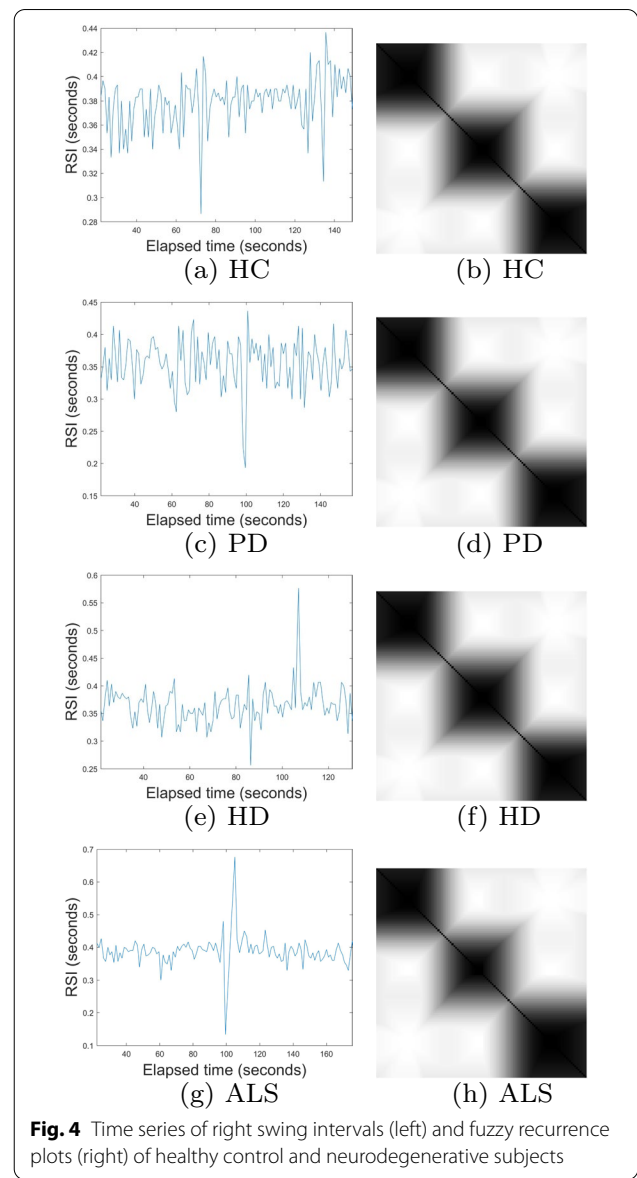 0.44
0.42
0.4
0.38
0.36
0.34
0.32
0.3
0.28
RSI (seconds)
40 60 80 100 120 140
Elapsed time (seconds)
(a) HC
(b) HC
0.45
0.4
0.35
0.3
0.25
0.2
0.15
RSI (seconds)
40 60 80 100 120 140
Elapsed time (seconds)
(c) PD
(d) PD
0.6
0.55
0.5
0.45
0.4
0.35
0.3
0.25
RSI (seconds)
40 60 80 100 120
Elapsed time (seconds)
(e) HD
(f) HD
0.7
0.6
0.5
0.4
0.3
0.2
0.1
RSI (seconds)
40 60 80 100 120 140 160
Elapsed time (seconds)
(g) ALS
(h) ALS
Fig. 4 Time series of right swing intervals (left) and fuzzy recurrence
plots (right) of healthy control and neurodegenerative subjects